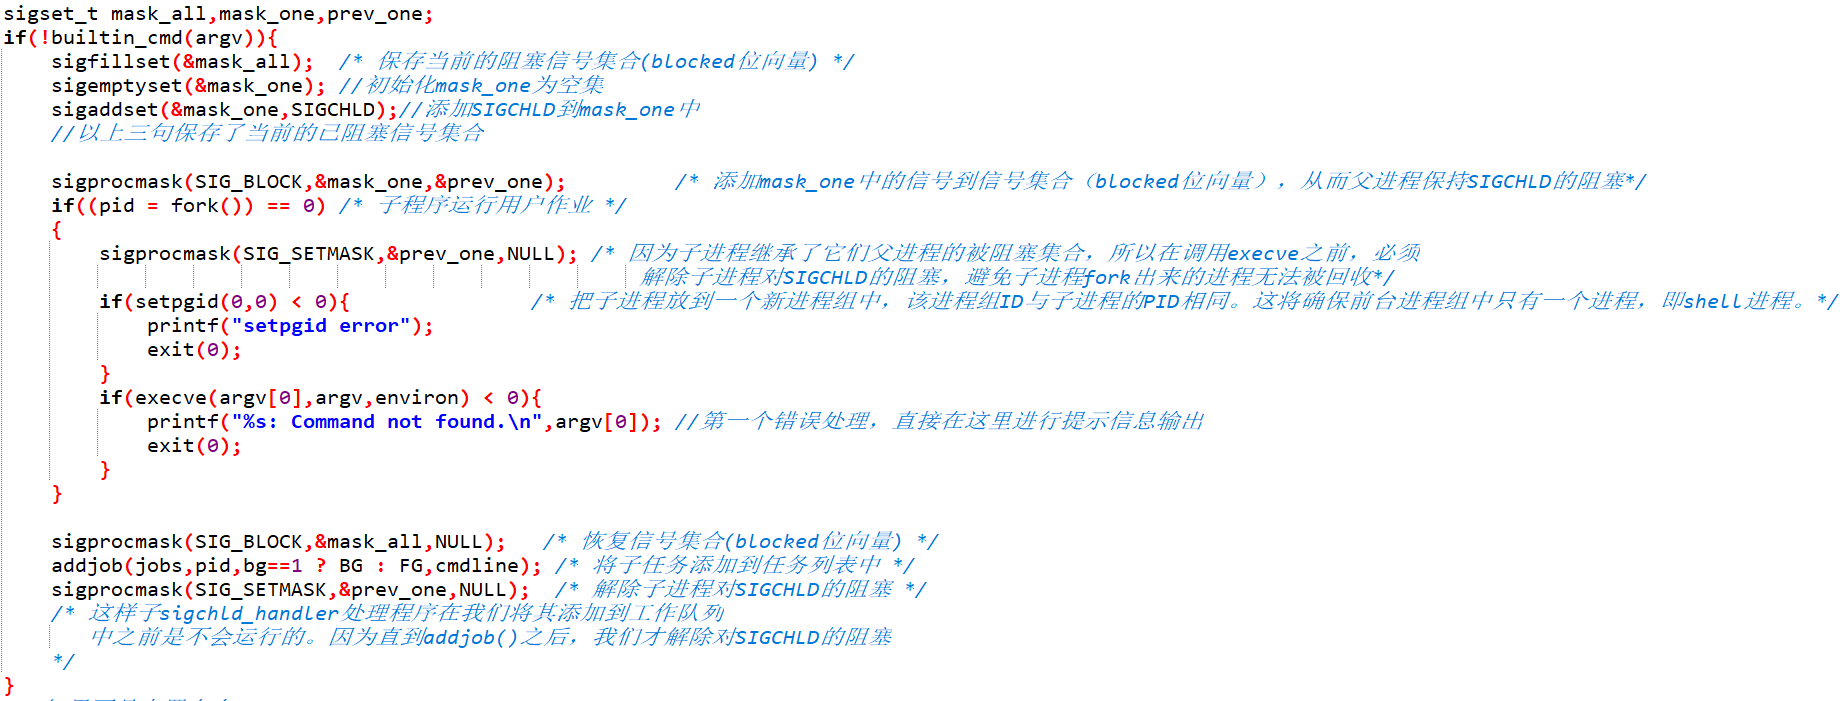 sigset_t mask_all,mask_one,prev_one;
if(!builtin_cmd(argv)){
sigfillset(&mask_all);  /* 保存当前的阻塞信号集合(blocked位向量) */
sigemptyset(&mask_one); //初始化mask_one为空集
sigaddset(&mask_one,SIGCHLD);//添加SIGCHLD到mask_one中
//以上三句保存了当前的已阻塞信号集合
sigprocmask(SIG_BLOCK,&mask_one,&prev_one);  /* 添加mask_one中的信号到信号集合（blocked位向量），从而父进程保持SIGCHLD的阻塞*/
if((pid = fork()) == 0) /* 子程序运行用户作业 */
{
sigprocmask(SIG_SETMASK,&prev_one,NULL); /* 因为子进程继承了它们父进程的被阻塞集合，所以在调用execve之前，必须
解除子进程对SIGCHLD的阻塞，避免子进程fork出来的进程无法被回收*/
if(setpgid(0,0) < 0){  /* 把子进程放到一个新进程组中，该进程组ID与子进程的PID相同。这将确保前台进程组中只有一个进程，即shell进程。*/
printf("setpgid error");
exit(0);
}
if(execve(argv[0],argv,environ) < 0){
printf("%s: Command not found.\n",argv[0]); //第一个错误处理，直接在这里进行提示信息输出
exit(0);
}
}
sigprocmask(SIG_BLOCK,&mask_all,NULL);   /* 恢复信号集合(blocked位向量) */
addjob(jobs,pid,bg==1 ? BG : FG,cmdline); /* 将子任务添加到任务列表中 */
sigprocmask(SIG_SETMASK,&prev_one,NULL);  /* 解除子进程对SIGCHLD的阻塞 */
/* 这样子sigchld_handler处理程序在我们将其添加到工作队列
中之前是不会运行的。因为直到addjob()之后，我们才解除对SIGCHLD的阻塞
*/
}